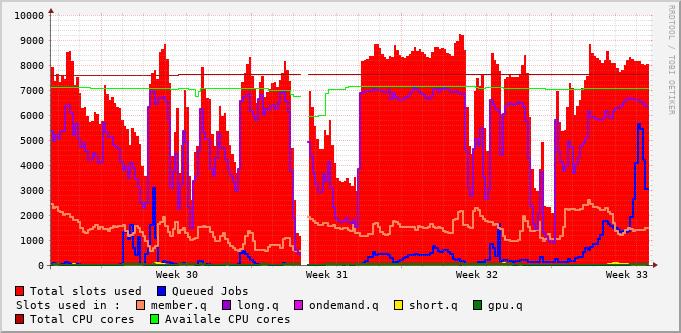 10000
9000
8000
7000
6000
5000
4000
3000
2000
1000
0
Week 30 Week 31 Week 32 Week 33
RRDTOOL / TOBI OETIKER
Total slots used Queued Jobs
Slots used in : member.q long.q ondemand.q short.q gpu.q
Total CPU cores Availale CPU cores